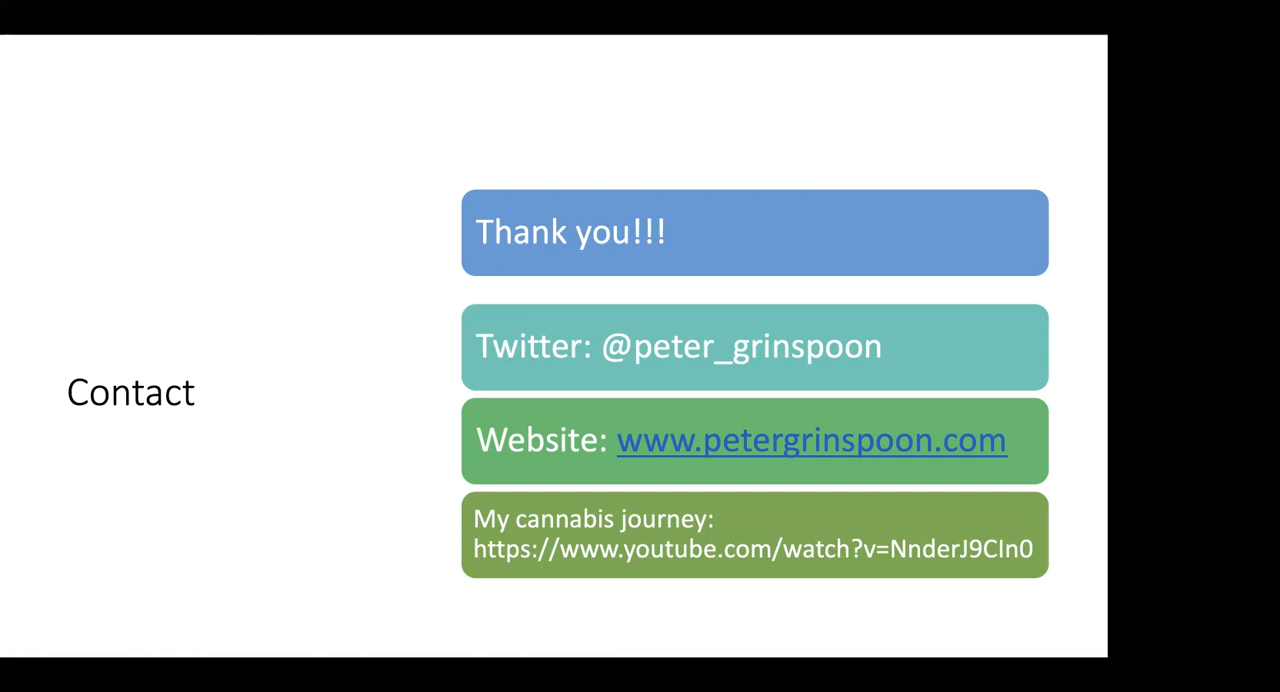 Contact
Thank you!!!
Twitter: @peter_grinspoon
Website: www.petergrinspoon.com
My cannabis journey:
https://www.youtube.com/watch?v=NnderJ9CIn0